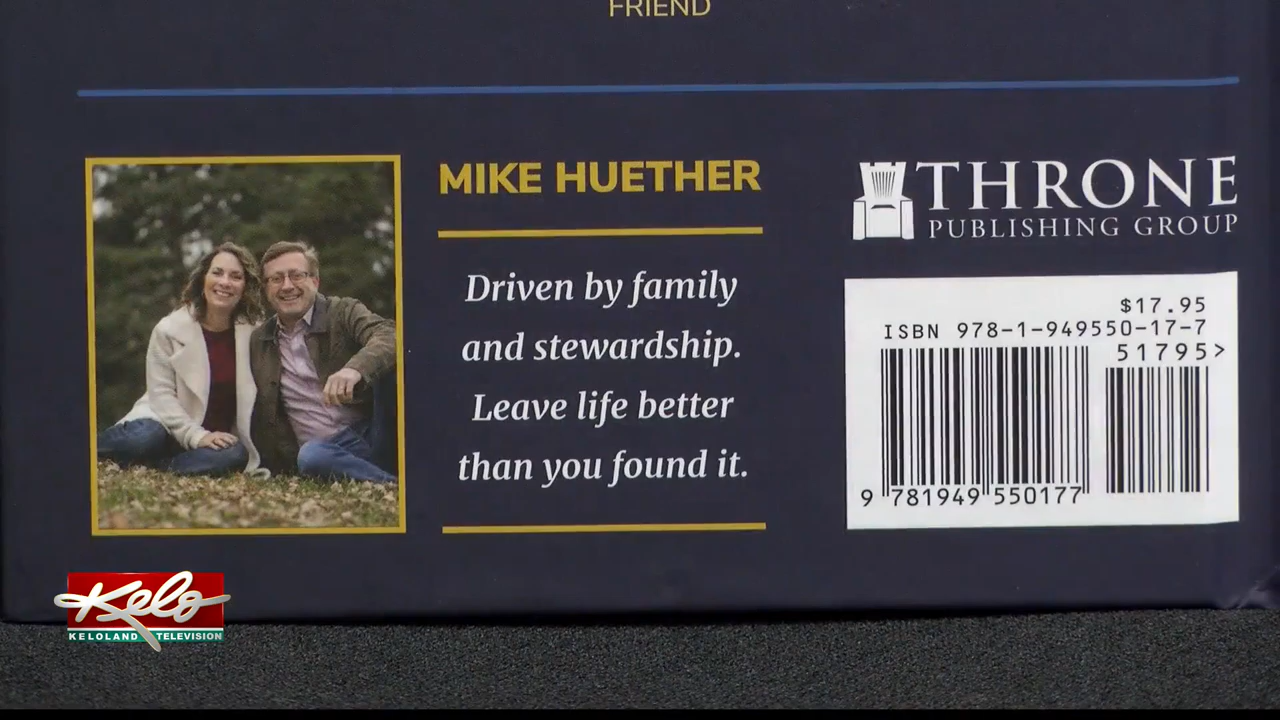 FRIEND
MIKE HUETHER
Driven by family
and stewardship.
Leave life better
than you found it.
THRONE
PUBLISHING GROUP
$17.95
ISBN 978-1-949550-17-7
51795>
9 781949 550177
Kelo
KELOLAND TELEVISION